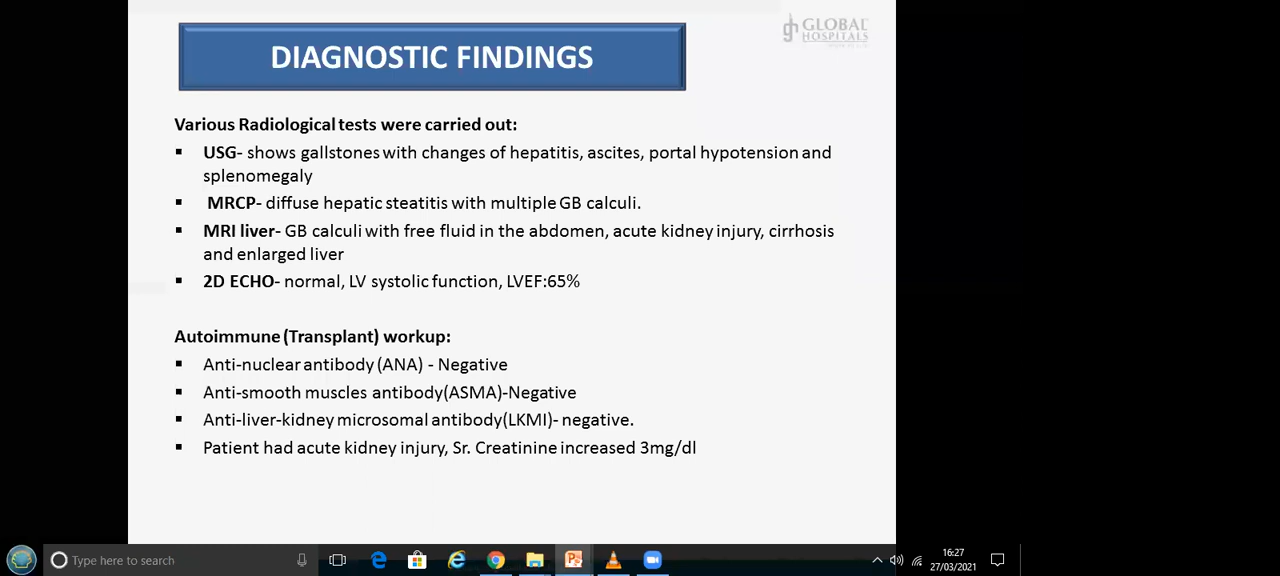 GLOBAL
HOSPITALS
DIAGNOSTIC FINDINGS
Various Radiological tests were carried out:
▪ USG- shows gallstones with changes of hepatitis, ascites, portal hypotension and
splenomegaly
▪ MRCP- diffuse hepatic steatitis with multiple GB calculi.
▪ MRI liver- GB calculi with free fluid in the abdomen, acute kidney injury, cirrhosis
and enlarged liver
▪ 2D ECHO- normal, LV systolic function, LVEF:65%
Autoimmune (Transplant) workup:
▪ Anti-nuclear antibody (ANA) - Negative
▪ Anti-smooth muscles antibody(ASMA)-Negative
▪ Anti-liver-kidney microsomal antibody(LKMI)- negative.
▪ Patient had acute kidney injury, Sr. Creatinine increased 3mg/dl
Type here to search
16:27
27/03/2021